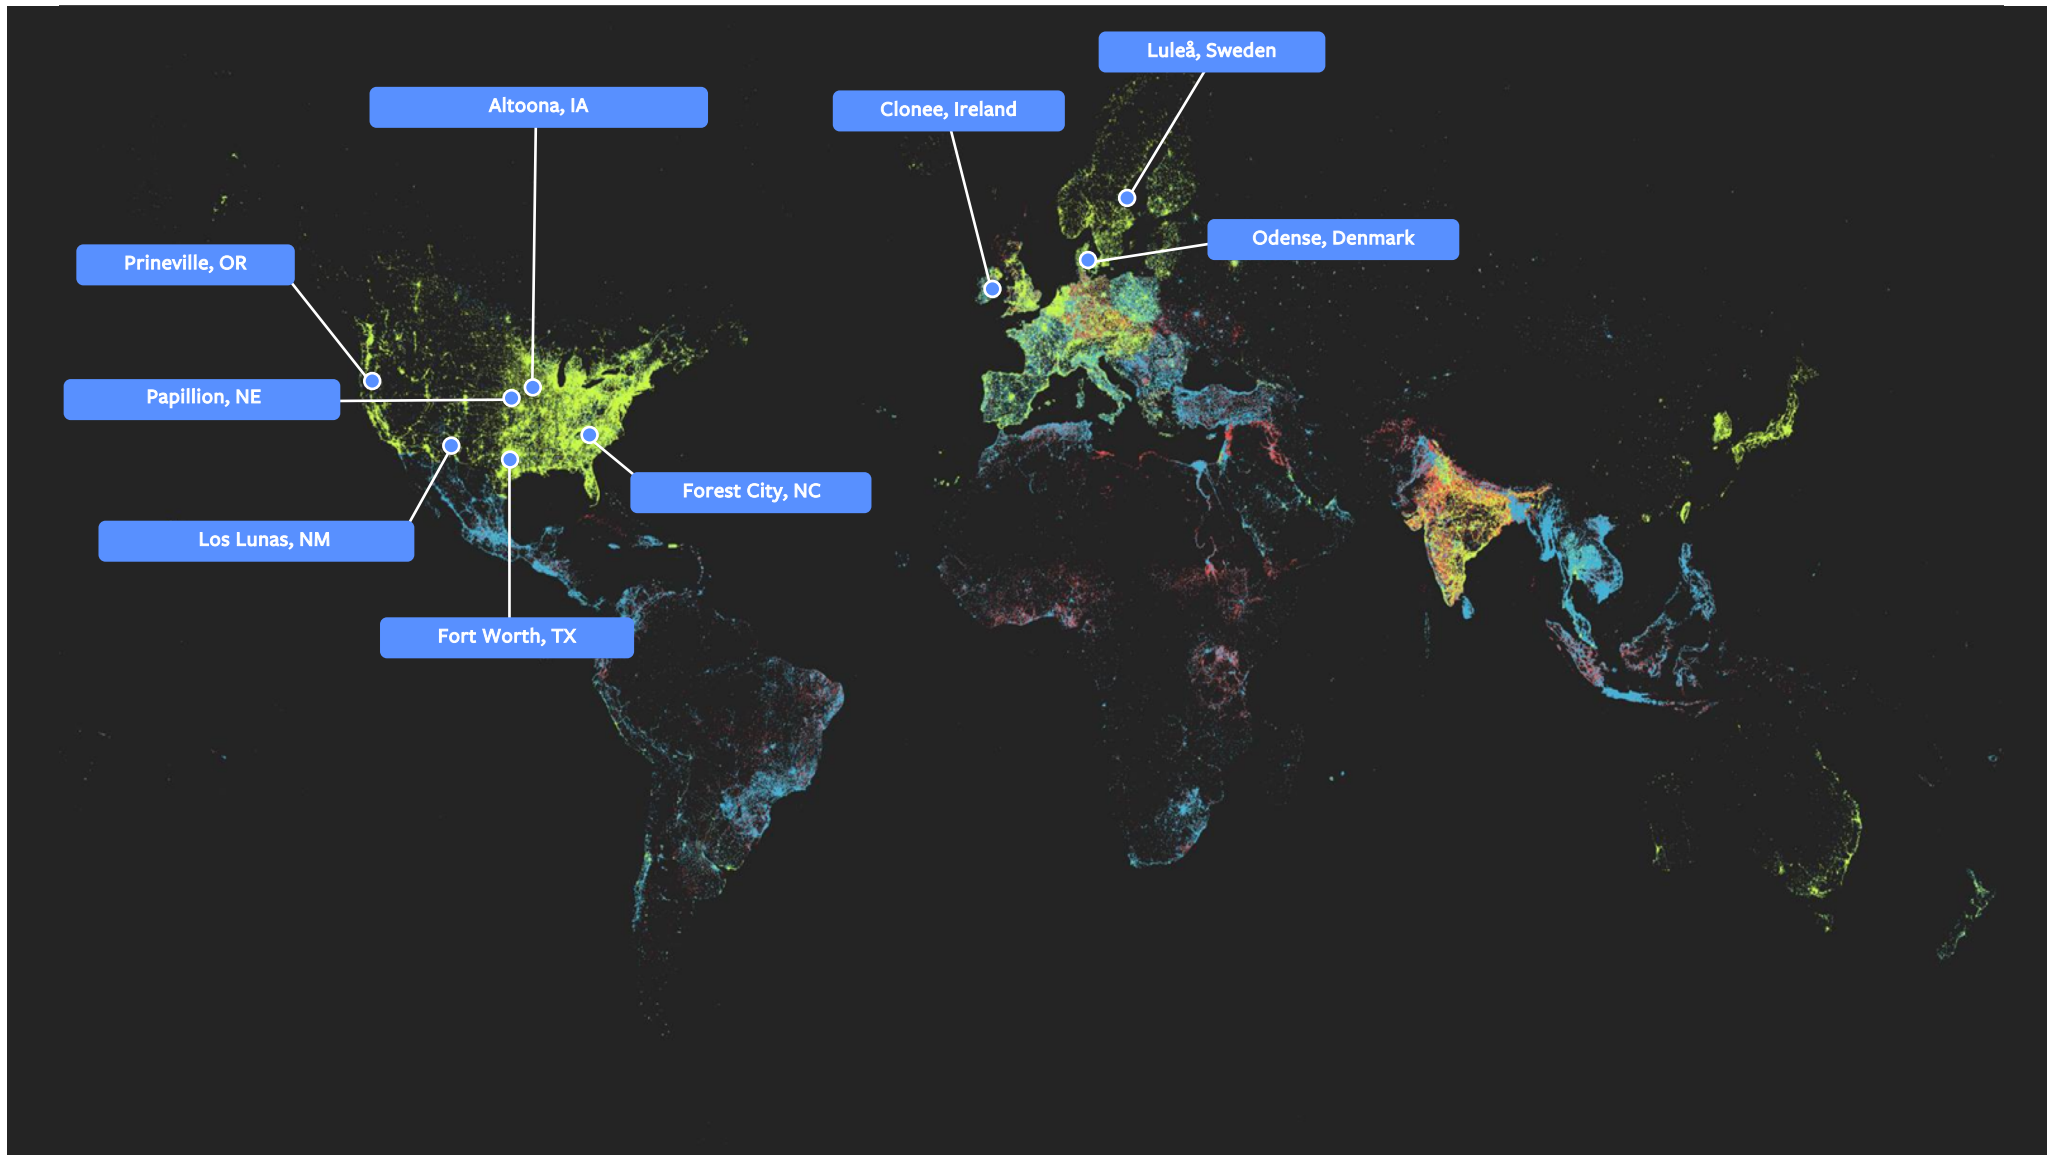 Luleå, Sweden
Altoona, IA
Clonee, Ireland
Odense, Denmark
Prineville, OR
Papillion, NE
Forest City, NC
Los Lunas, NM
Fort Worth, TX